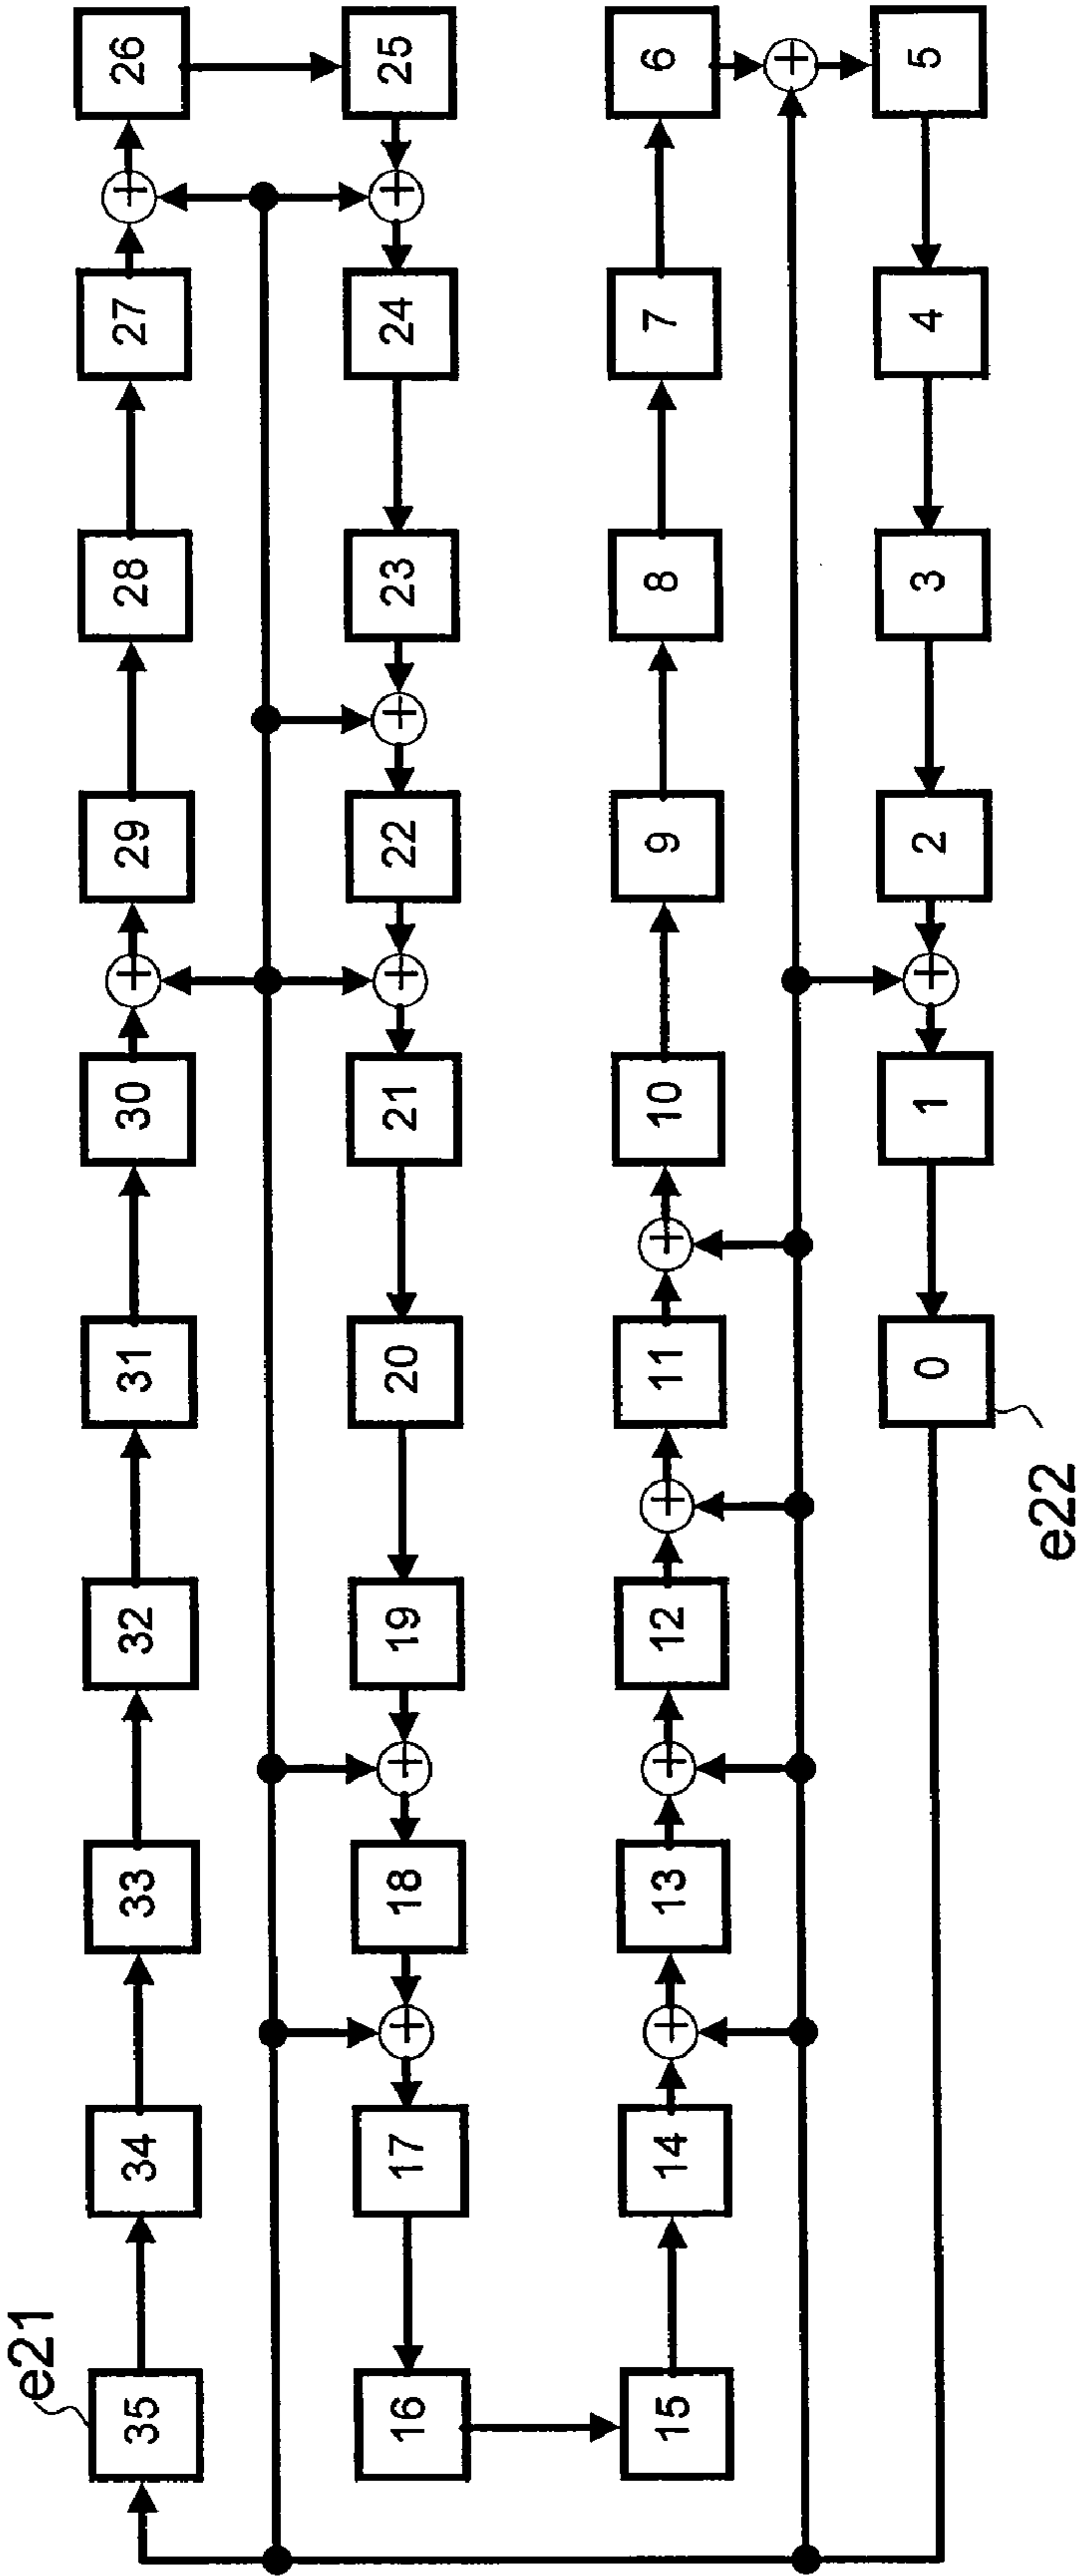 e21
35 34 33 32 31 30 + 29 28 27 + 26
16 17 + 18 + 19 20 21 + 22 + 23 24 + 25
15 14 + 13 + 12 + 11 + 10 9 8 7 6
+
0 1 + 2 3 4 5
e22